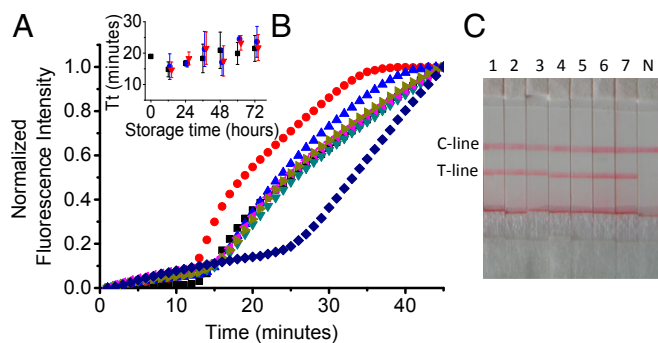 A
B
C
Tt (minutes)
30
20
10
0
0 24 48 72
Storage time (hours)
Normalized
Fluorescence Intensity
1.0
0.8
0.6
0.4
0.2
0.0
0 10 20 30 40
Time (minutes)
1 2 3 4 5 6 7 N
C-line
T-line